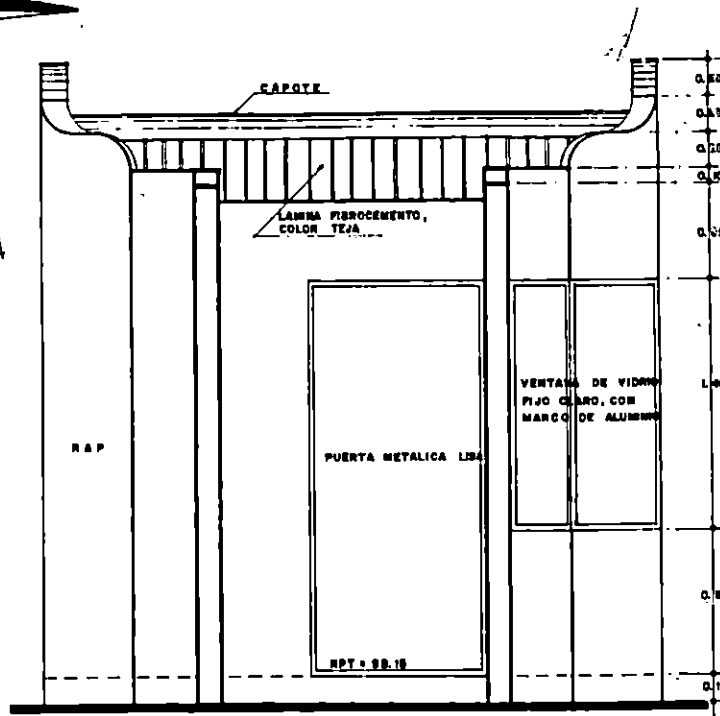 CAPOTE
LAMINA FIBROCEMENTO,
COLOR TEJA
VENTANA DE VIDRIO
FIJO CLARO, CON
MARCO DE ALUMINIO
R A P
PUERTA METALICA LISA
NPT = 99.15